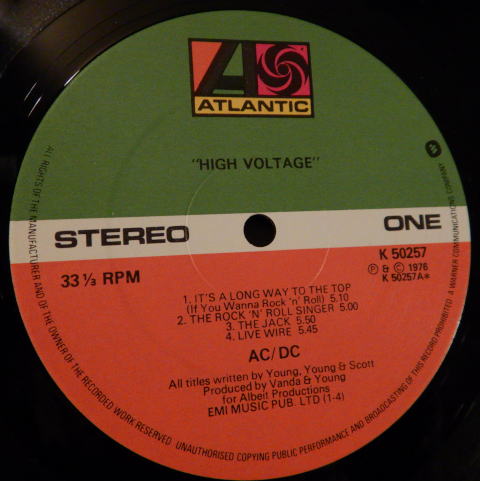 ATLANTIC
"HIGH VOLTAGE"
STEREO
ONE
33 1/3 RPM
K 50257
℗ & © 1976
K 50257A*
1. IT'S A LONG WAY TO THE TOP
(If You Wanna Rock 'n' Roll) 5.10
2. THE ROCK 'N' ROLL SINGER 5.00
3. THE JACK 5.50
4. LIVE WIRE 5.45
AC/DC
All titles written by Young, Young & Scott
Produced by Vanda & Young
for Albeit Productions
EMI MUSIC PUB. LTD (1-4)
ALL RIGHTS OF THE MANUFACTURER AND OF THE OWNER OF THE RECORDED WORK RESERVED UNAUTHORISED COPYING PUBLIC PERFORMANCE AND BROADCASTING OF THIS RECORD PROHIBITED A WARNER COMMUNICATIONS COMPANY